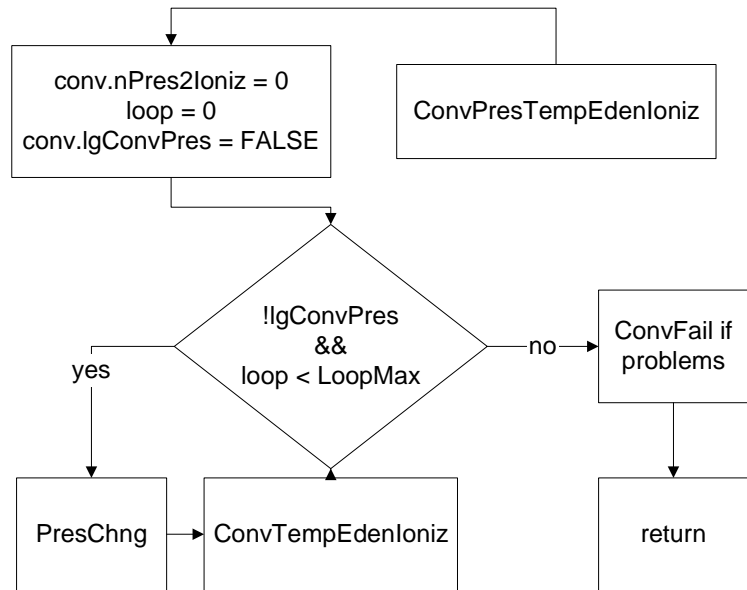 conv.nPres2Ioniz = 0
loop = 0
conv.lgConvPres = FALSE
ConvPresTempEdenIoniz
!lgConvPres
&&
loop < LoopMax
yes
no
ConvFail if
problems
PresChng
ConvTempEdenIoniz
return